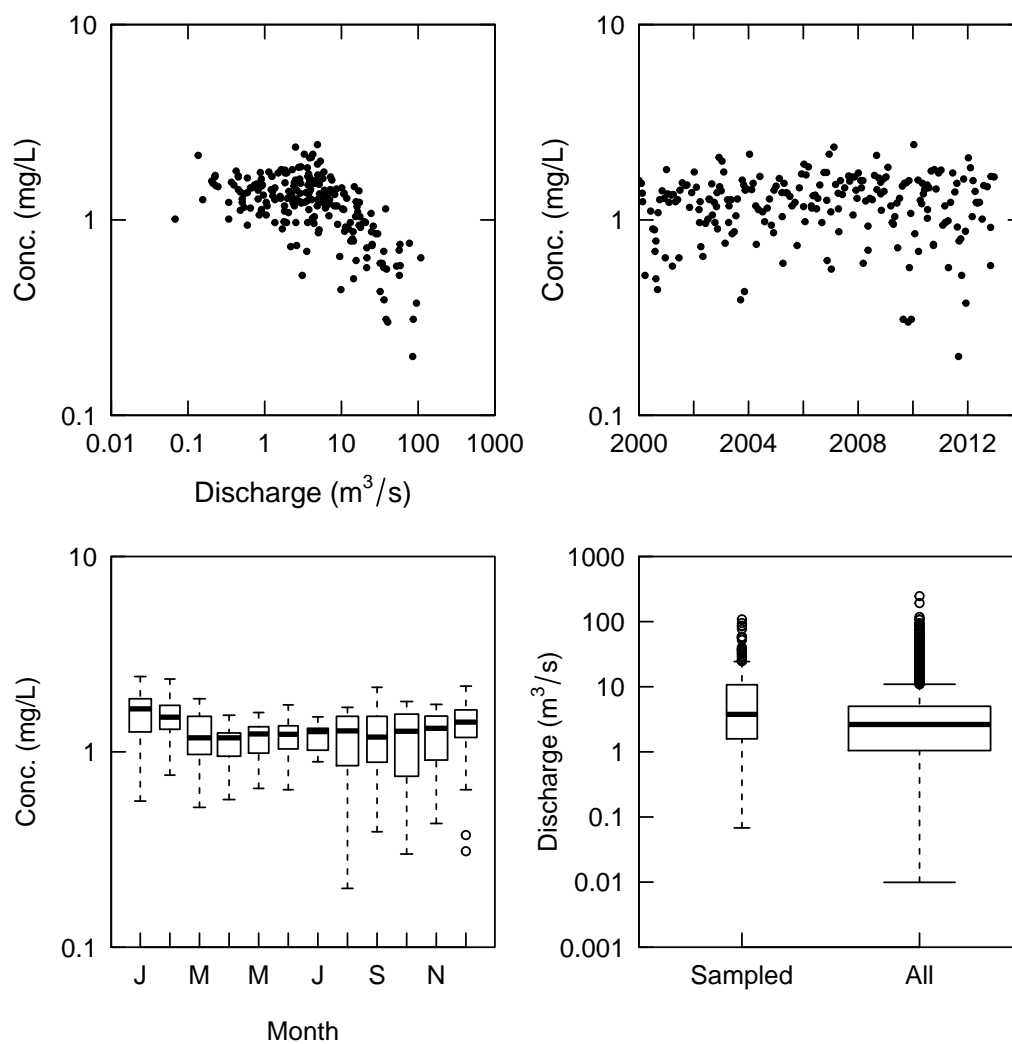 10
1
0.1
Conc. (mg/L)
0.01 0.1 1 10 100 1000
Discharge (m³/s)
10
1
0.1
Conc. (mg/L)
2000 2004 2008 2012
10
1
0.1
Conc. (mg/L)
J M M J S N
Month
1000
100
10
1
0.1
0.01
0.001
Discharge (m³/s)
Sampled All